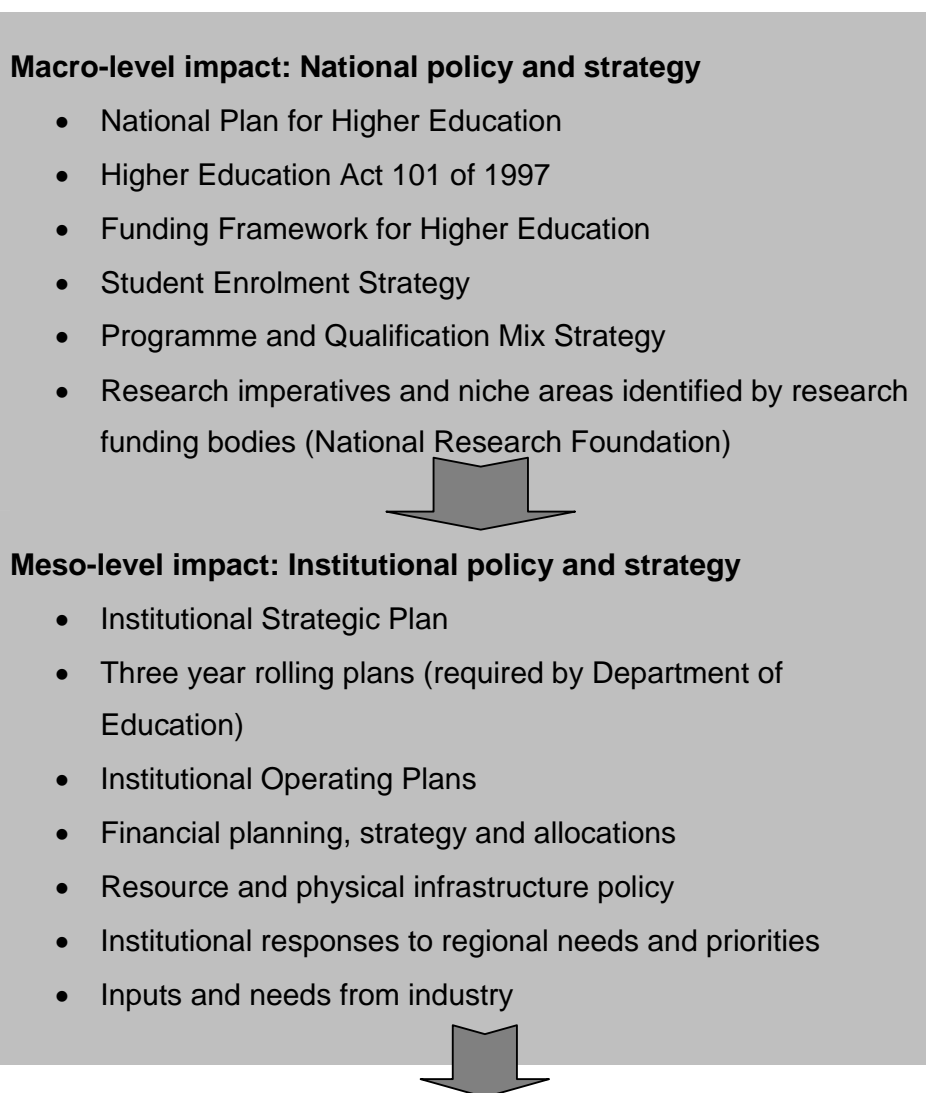 Macro-level impact: National policy and strategy
• National Plan for Higher Education
• Higher Education Act 101 of 1997
• Funding Framework for Higher Education
• Student Enrolment Strategy
• Programme and Qualification Mix Strategy
• Research imperatives and niche areas identified by research
funding bodies (National Research Foundation)
Meso-level impact: Institutional policy and strategy
• Institutional Strategic Plan
• Three year rolling plans (required by Department of
Education)
• Institutional Operating Plans
• Financial planning, strategy and allocations
• Resource and physical infrastructure policy
• Institutional responses to regional needs and priorities
• Inputs and needs from industry